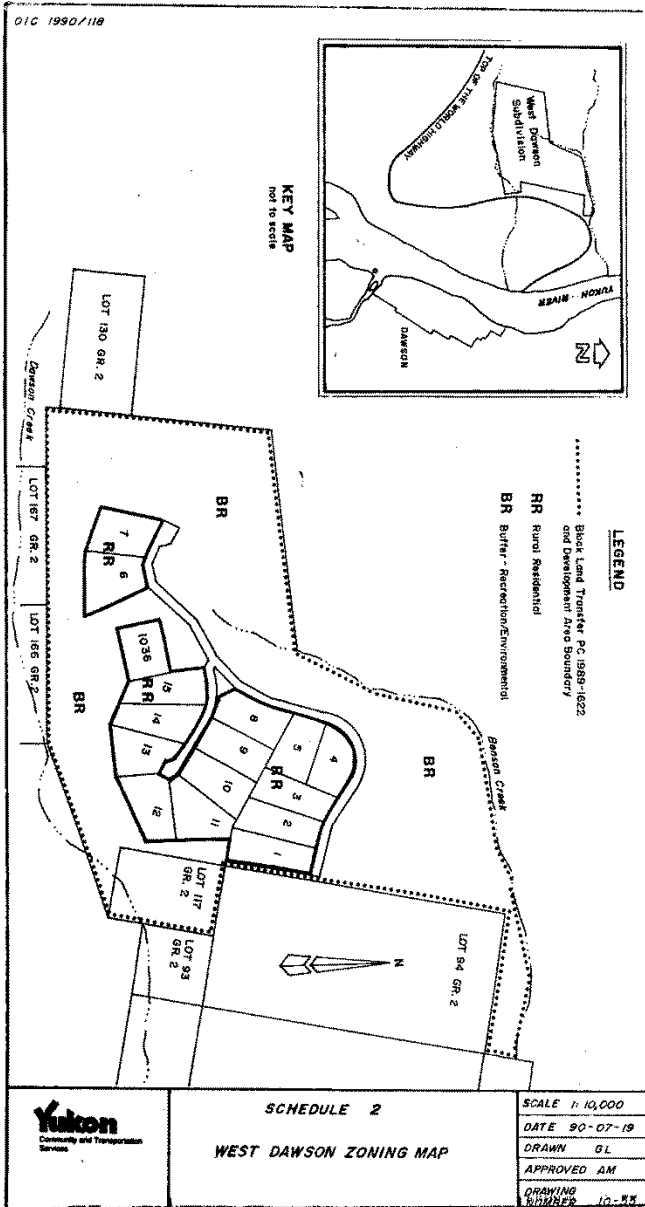 OIC 1990/118
TOP OF THE WORLD HIGHWAY
West Dawson
Subdivision
YUKON RIVER
DAWSON
N
KEY MAP
not to scale
LEGEND
Block Land Transfer PC 1989-1622
and Development Area Boundary
RR Rural Residential
BR Buffer - Recreation/Environmental
LOT 130 GR. 2
Dawson Creek
LOT 167 GR. 2
LOT 166 GR. 2
BR
BR
BR
Benson Creek
7
6
RR
1036
15
RR
14
13
12
11
10
9
8
5
4
RR
3
2
1
LOT 117
GR. 2
LOT 93
GR. 2
LOT 94 GR. 2
N
Yukon
Community and Transportation
Services
SCHEDULE 2
WEST DAWSON ZONING MAP
SCALE 1:10,000
DATE 90-07-19
DRAWN
APPROVED AM
DRAWING
NUMBER